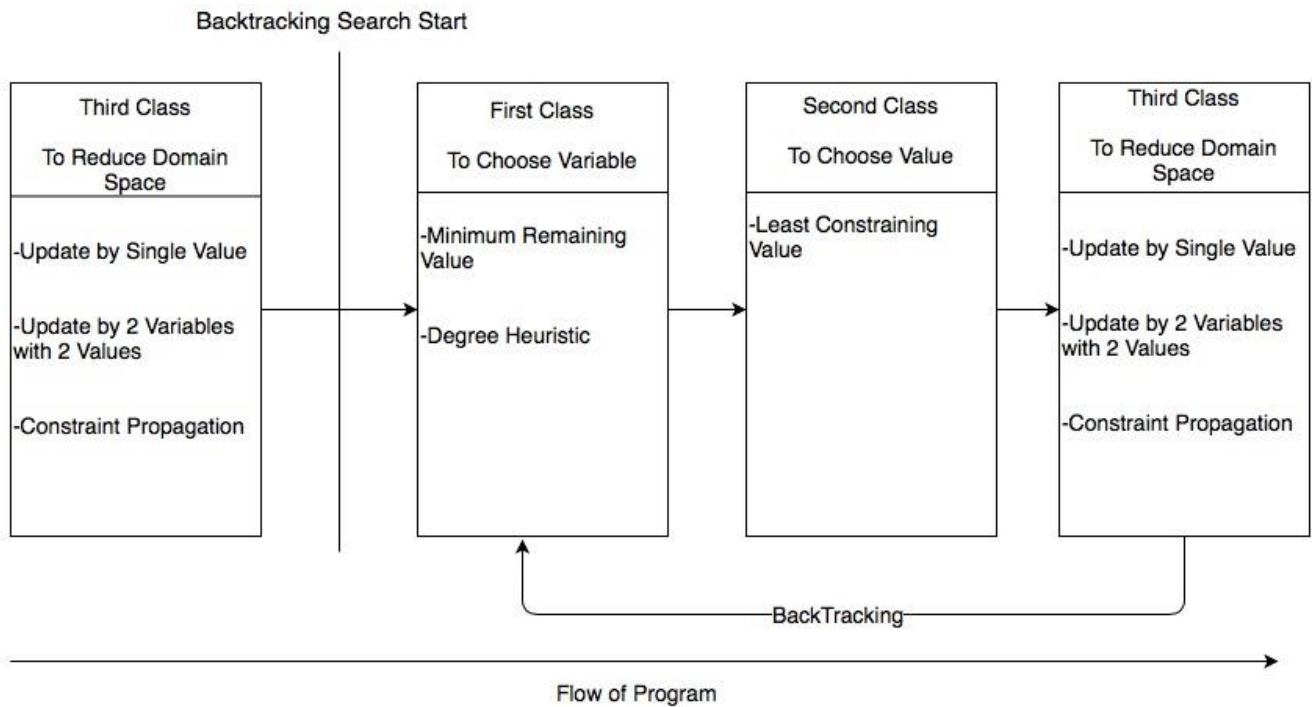 Backtracking Search Start
Third Class
To Reduce Domain
Space
-Update by Single Value
-Update by 2 Variables
with 2 Values
-Constraint Propagation
First Class
To Choose Variable
-Minimum Remaining
Value
-Degree Heuristic
Second Class
To Choose Value
-Least Constraining
Value
Third Class
To Reduce Domain
Space
-Update by Single Value
-Update by 2 Variables
with 2 Values
-Constraint Propagation
BackTracking
Flow of Program